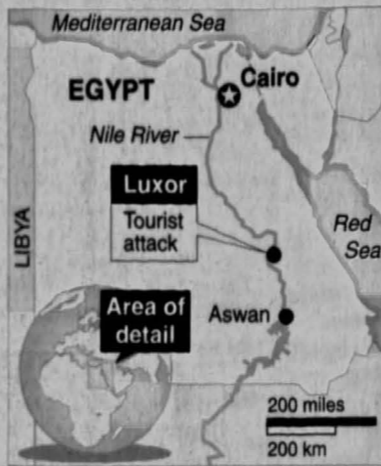 Mediterranean Sea
EGYPT
Cairo
Nile River
Luxor
Tourist
attack
Red
Sea
LIBYA
Area of
detail
Aswan
200 miles
200 km